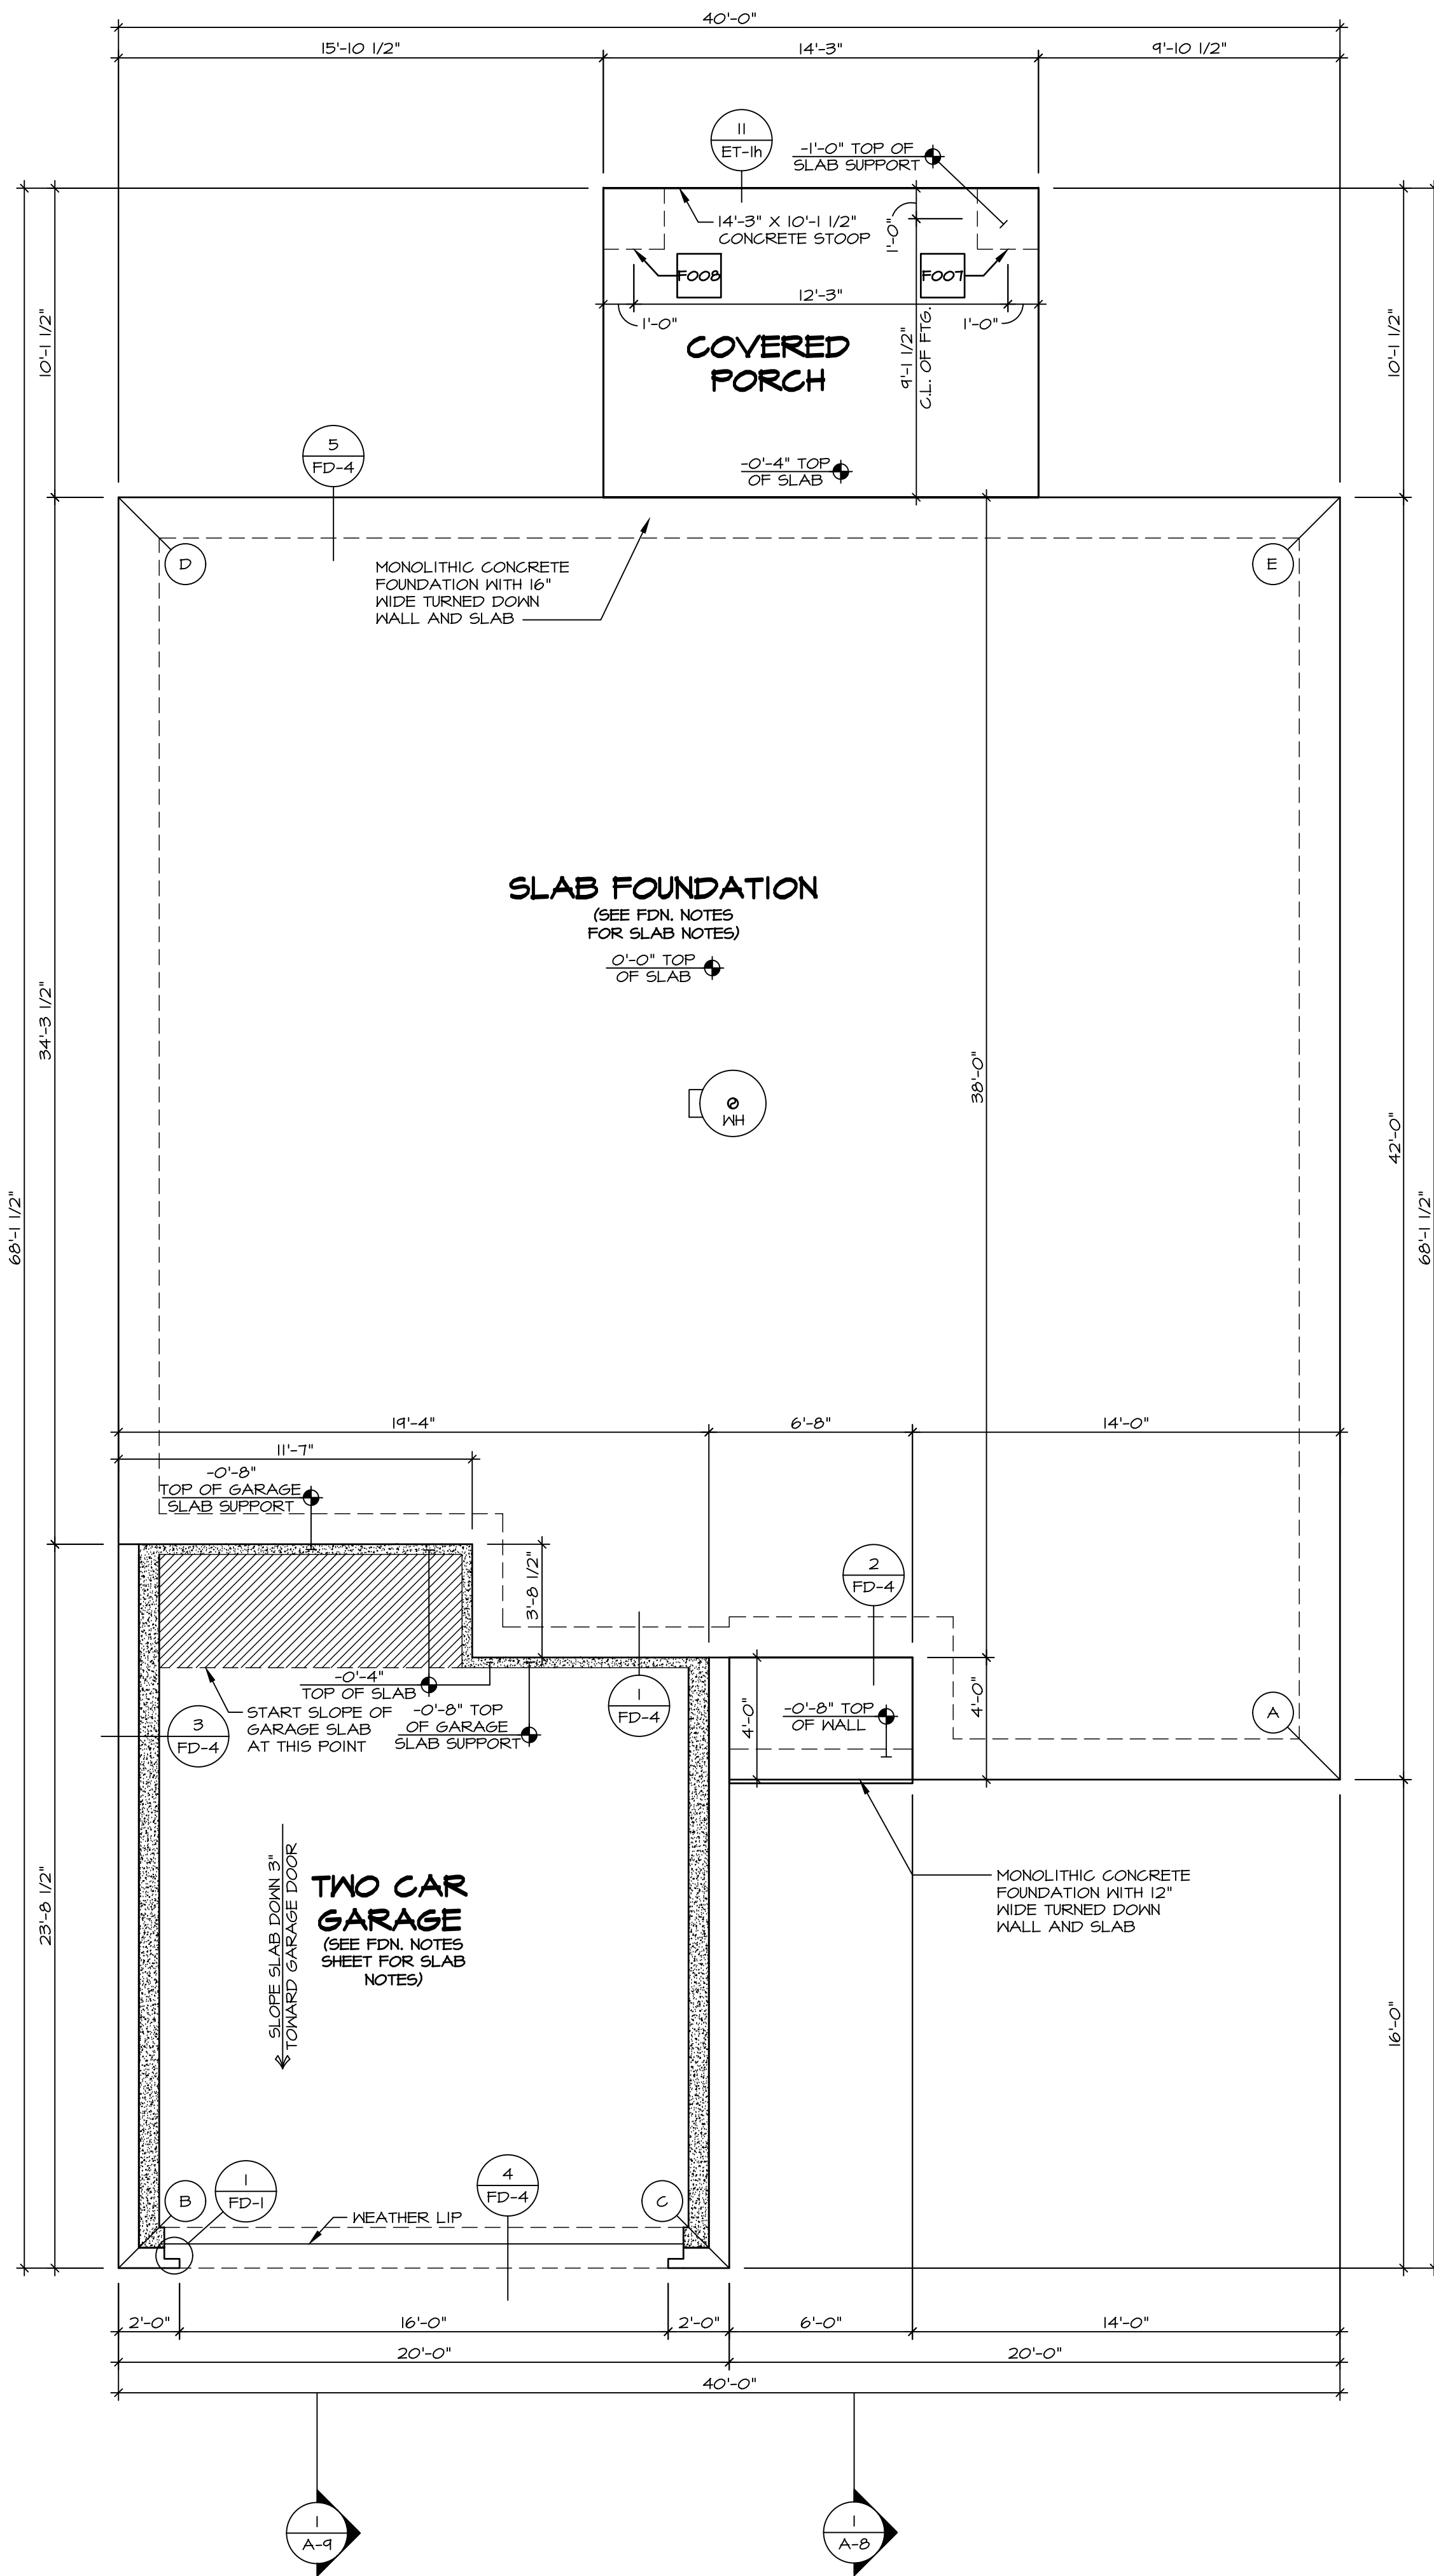 40'-0"
15'-10 1/2"
14'-3"
9'-10 1/2"
11
ET-1h
-1'-0" TOP OF
SLAB SUPPORT
14'-3" X 10'-1 1/2"
CONCRETE STOOP
1'-0"
F008
F007
12'-3"
1'-0"
1'-0"
COVERED
PORCH
9'-1 1/2"
C.L. OF FTG.
10'-1 1/2"
10'-1 1/2"
5
FD-4
-0'-4" TOP
OF SLAB
D
E
MONOLITHIC CONCRETE
FOUNDATION WITH 16"
WIDE TURNED DOWN
WALL AND SLAB
SLAB FOUNDATION
(SEE FDN. NOTES
FOR SLAB NOTES)
0'-0" TOP
OF SLAB
34'-3 1/2"
38'-0"
WH
42'-0"
68'-1 1/2"
68'-1 1/2"
19'-4"
6'-8"
14'-0"
11'-7"
-0'-8"
TOP OF GARAGE
SLAB SUPPORT
3'-8 1/2"
2
FD-4
-0'-4"
TOP OF SLAB
START SLOPE OF
GARAGE SLAB
AT THIS POINT
-0'-8" TOP
OF GARAGE
SLAB SUPPORT
1
FD-4
3
FD-4
4'-0"
-0'-8" TOP
OF WALL
4'-0"
A
SLOPE SLAB DOWN 3"
TOWARD GARAGE DOOR
TWO CAR
GARAGE
(SEE FDN. NOTES
SHEET FOR SLAB
NOTES)
MONOLITHIC CONCRETE
FOUNDATION WITH 12"
WIDE TURNED DOWN
WALL AND SLAB
23'-8 1/2"
16'-0"
B
1
FD-1
4
FD-4
C
WEATHER LIP
2'-0"
16'-0"
2'-0"
6'-0"
14'-0"
20'-0"
20'-0"
40'-0"
1
A-9
1
A-8